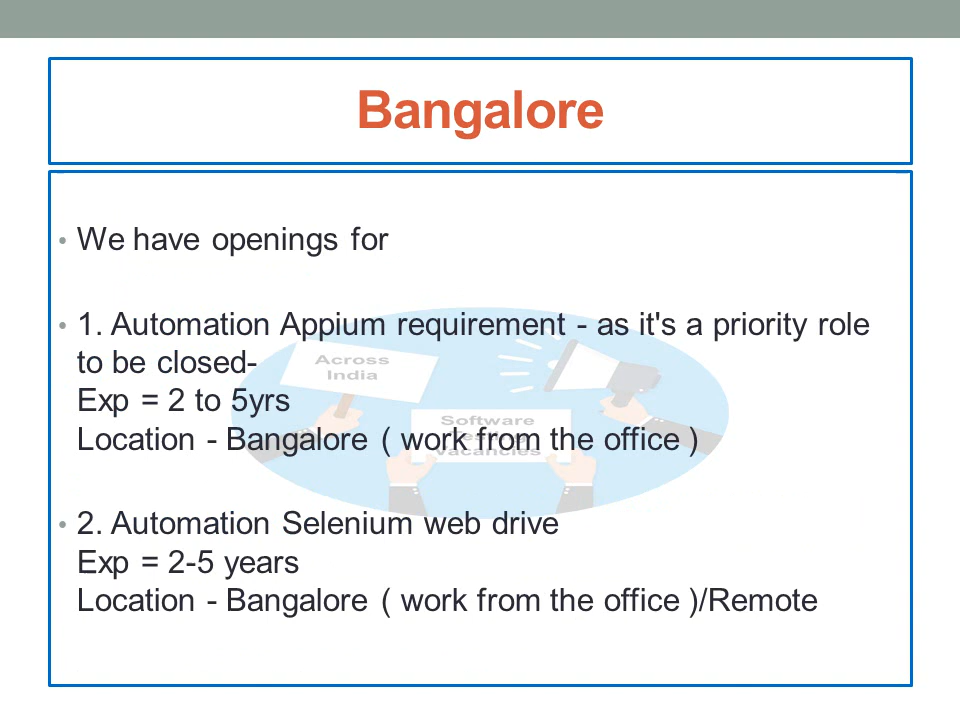 Bangalore
• We have openings for
• 1. Automation Appium requirement - as it's a priority role
to be closed-
Exp = 2 to 5yrs
Location - Bangalore ( work from the office )
• 2. Automation Selenium web drive
Exp = 2-5 years
Location - Bangalore ( work from the office )/Remote
Across
India
Software
Testing
Vacancies